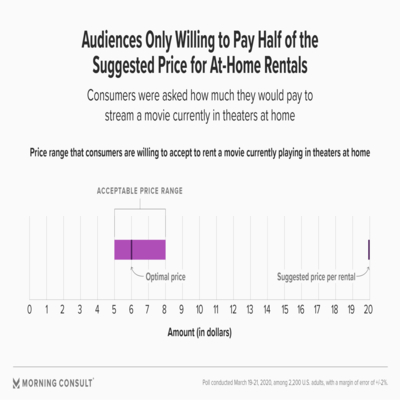 Audiences Only Willing to Pay Half of the
Suggested Price for At-Home Rentals
Consumers were asked how much they would pay to
stream a movie currently in theaters at home
Price range that consumers are willing to accept to rent a movie currently playing in theaters at home
ACCEPTABLE PRICE RANGE
Optimal price
Suggested price per rental
0 1 2 3 4 5 6 7 8 9 10 11 12 13 14 15 16 17 18 19 20
Amount (in dollars)
MORNING CONSULT
Poll conducted March 19-21, 2020, among 2,200 U.S. adults, with a margin of error of +/-2%.